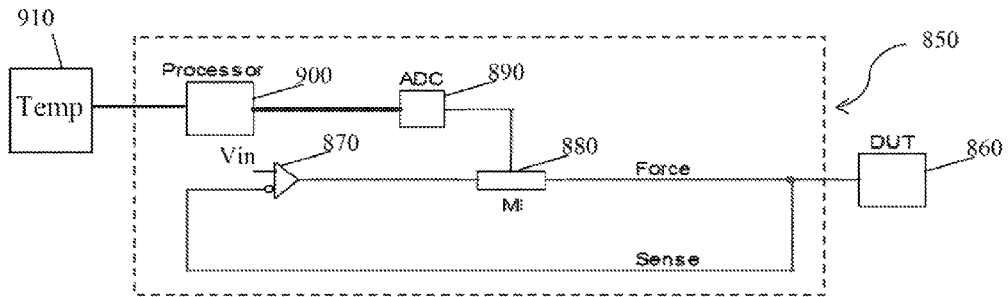 910
850
Processor
900
ADC
890
Temp
Vin
870
880
DUT
860
Force
MI
Sense